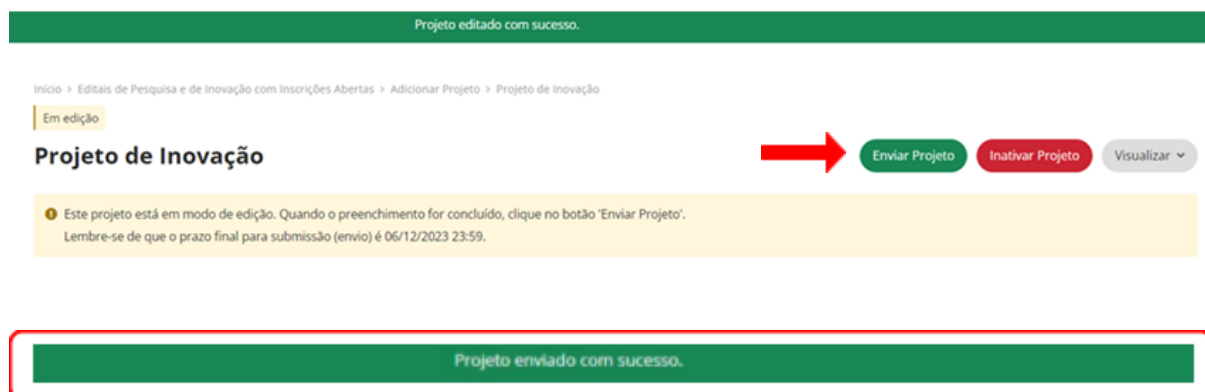 Projeto editado com sucesso.
Início > Editais de Pesquisa e de Inovação com Inscrições Abertas > Adicionar Projeto > Projeto de Inovação
Em edição
Projeto de Inovação
Enviar Projeto
Inativar Projeto
Visualizar
Este projeto está em modo de edição. Quando o preenchimento for concluído, clique no botão 'Enviar Projeto'.
Lembre-se de que o prazo final para submissão (envio) é 06/12/2023 23:59.
Projeto enviado com sucesso.